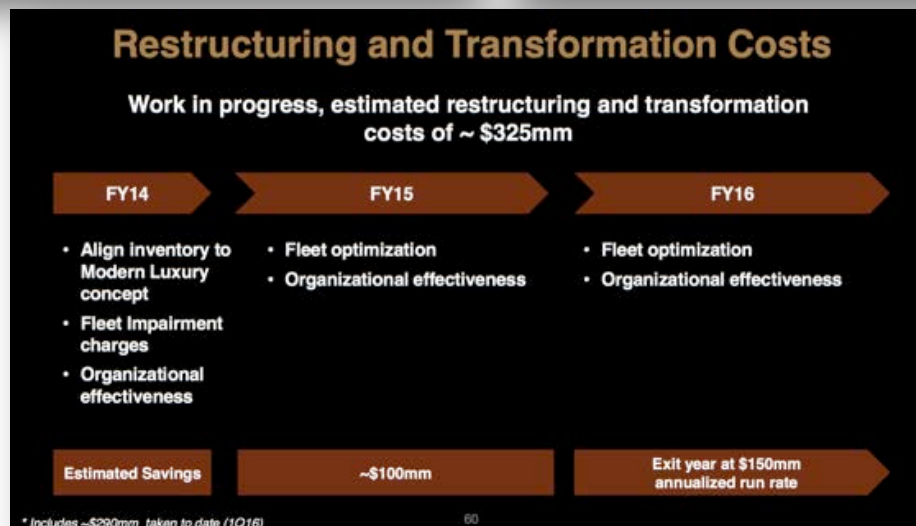 Restructuring and Transformation Costs
Work in progress, estimated restructuring and transformation
costs of ~ $325mm
FY14
FY15
FY16
• Align inventory to
Modern Luxury
concept
• Fleet Impairment
charges
• Organizational
effectiveness
• Fleet optimization
• Organizational effectiveness
• Fleet optimization
• Organizational effectiveness
Estimated Savings
~$100mm
Exit year at $150mm
annualized run rate
* Includes ~$290mm taken to date (1Q16)
60